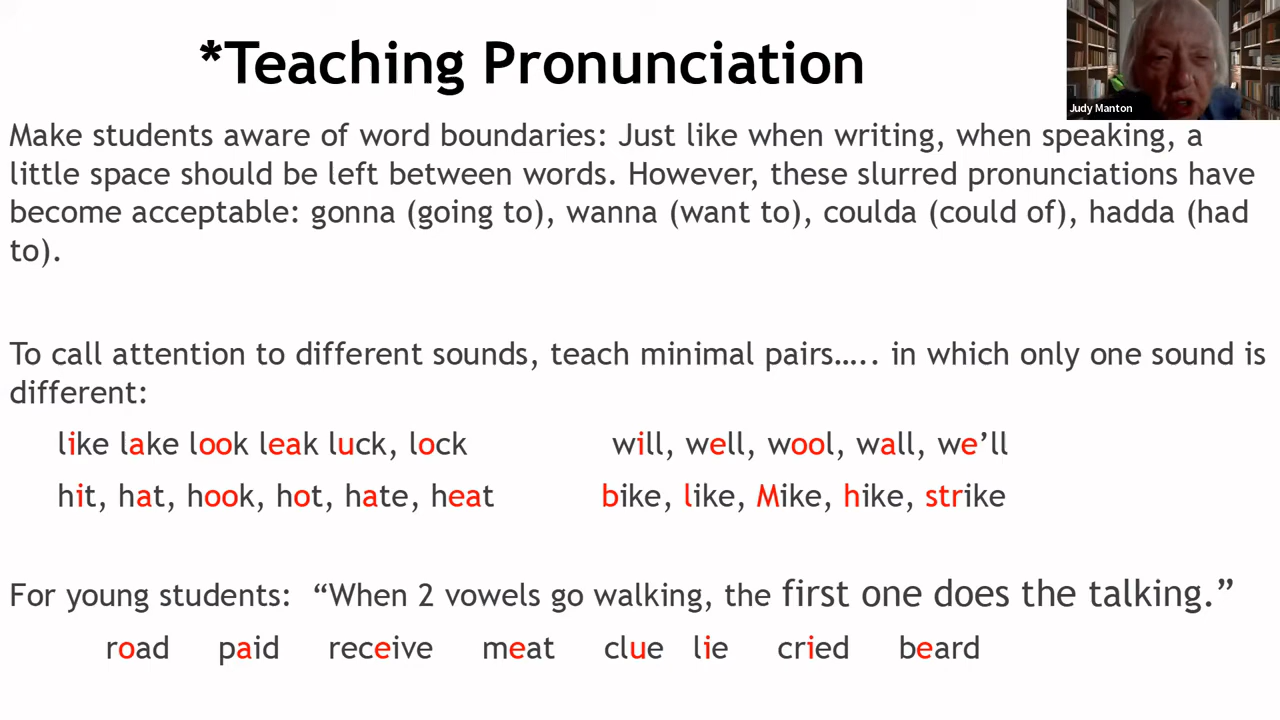 *Teaching Pronunciation
Judy Manton
Make students aware of word boundaries: Just like when writing, when speaking, a
little space should be left between words. However, these slurred pronunciations have
become acceptable: gonna (going to), wanna (want to), coulda (could of), hadda (had
to).
To call attention to different sounds, teach minimal pairs….. in which only one sound is
different:
like lake look leak luck, lock will, well, wool, wall, we’ll
hit, hat, hook, hot, hate, heat bike, like, Mike, hike, strike
For young students: “When 2 vowels go walking, the first one does the talking.”
road paid receive meat clue lie cried beard